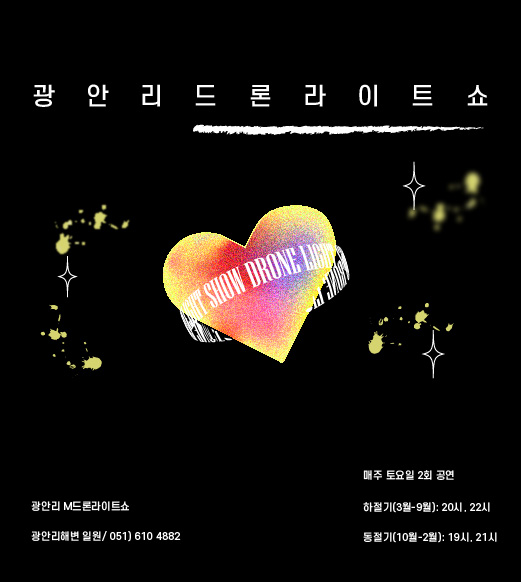 광안리드론라이트쇼
LIGHT SHOW DRONE LIGHT
매주 토요일 2회 공연
광안리 M드론라이트쇼
하절기(3월-9월): 20시, 22시
광안리해변 일원/ 051) 610 4882
동절기(10월-2월): 19시, 21시